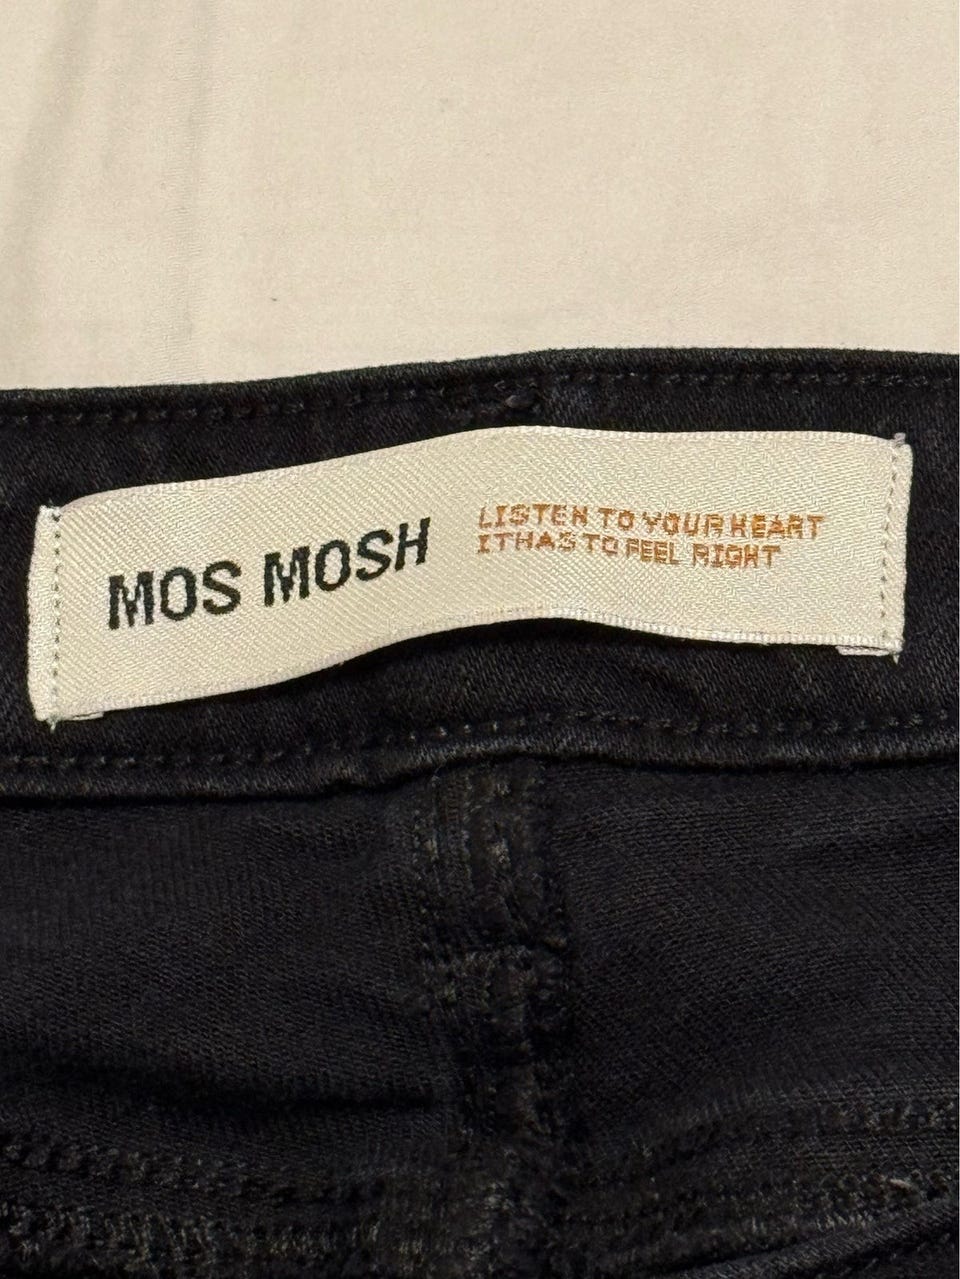 MOS MOSH
LISTEN TO YOUR HEART
IT HAS TO FEEL RIGHT